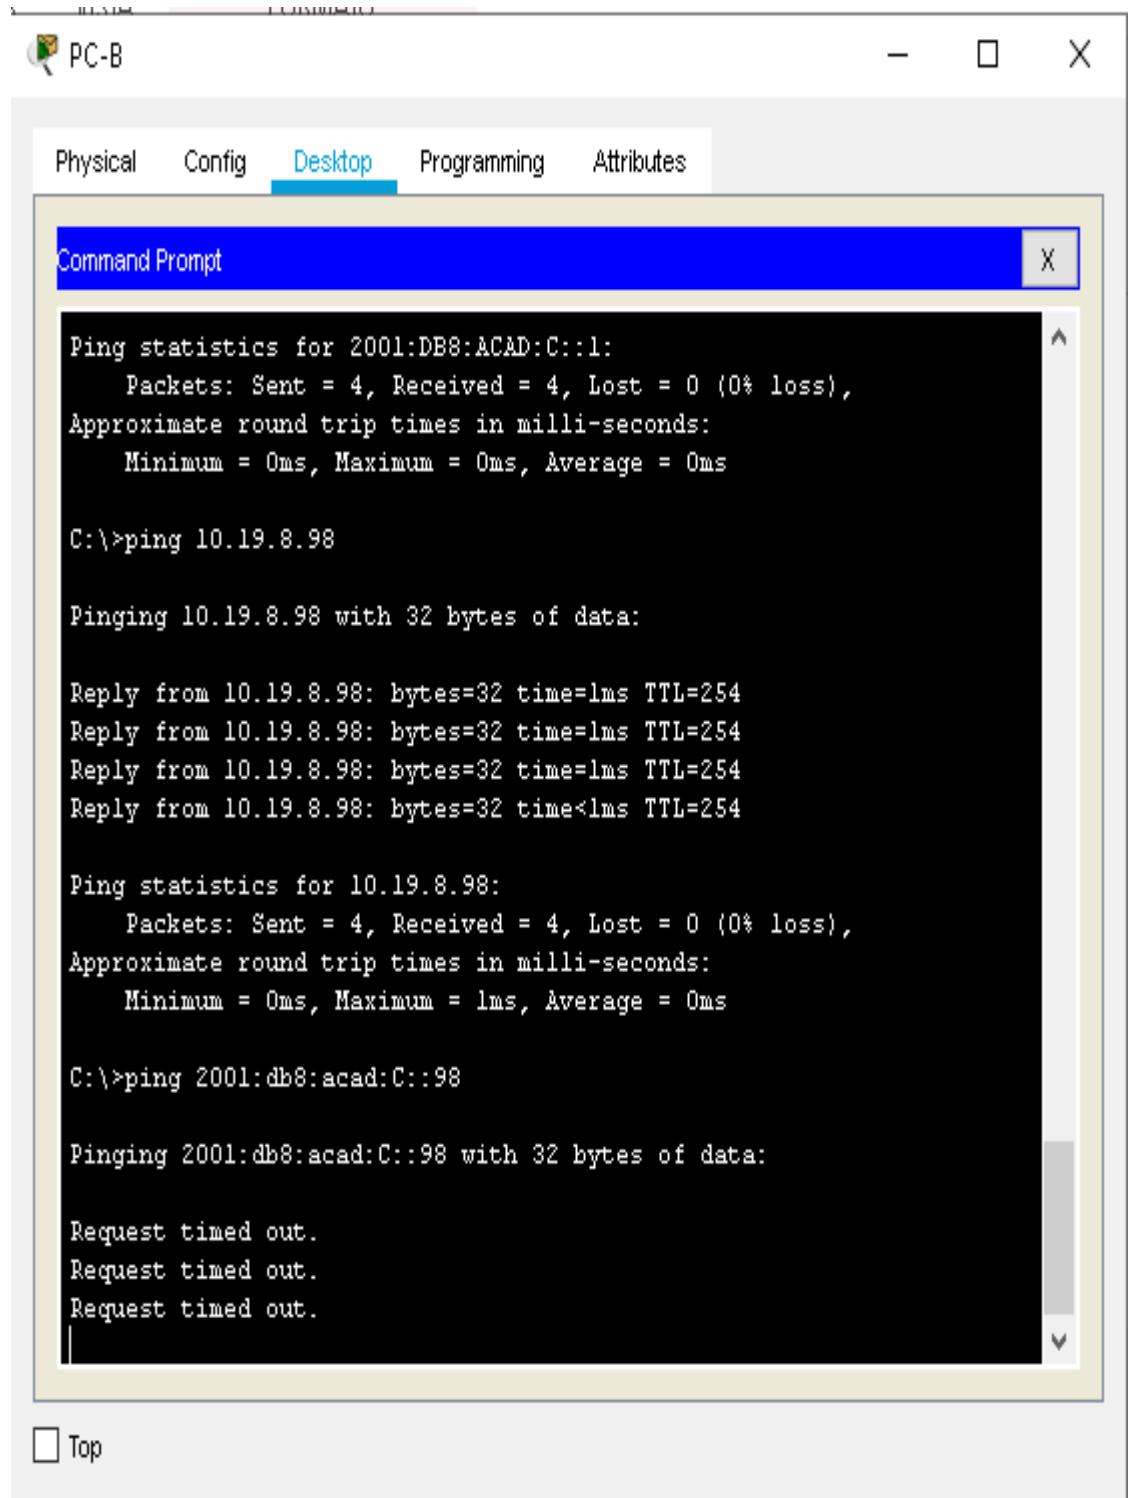 PC-B
Physical Config Desktop Programming Attributes
Command Prompt X
Ping statistics for 2001:DB8:ACAD:C::1:
Packets: Sent = 4, Received = 4, Lost = 0 (0% loss),
Approximate round trip times in milli-seconds:
Minimum = 0ms, Maximum = 0ms, Average = 0ms
C:\>ping 10.19.8.98
Pinging 10.19.8.98 with 32 bytes of data:
Reply from 10.19.8.98: bytes=32 time=1ms TTL=254
Reply from 10.19.8.98: bytes=32 time=1ms TTL=254
Reply from 10.19.8.98: bytes=32 time=1ms TTL=254
Reply from 10.19.8.98: bytes=32 time<1ms TTL=254
Ping statistics for 10.19.8.98:
Packets: Sent = 4, Received = 4, Lost = 0 (0% loss),
Approximate round trip times in milli-seconds:
Minimum = 0ms, Maximum = 1ms, Average = 0ms
C:\>ping 2001:db8:acad:C::98
Pinging 2001:db8:acad:C::98 with 32 bytes of data:
Request timed out.
Request timed out.
Request timed out.
Top